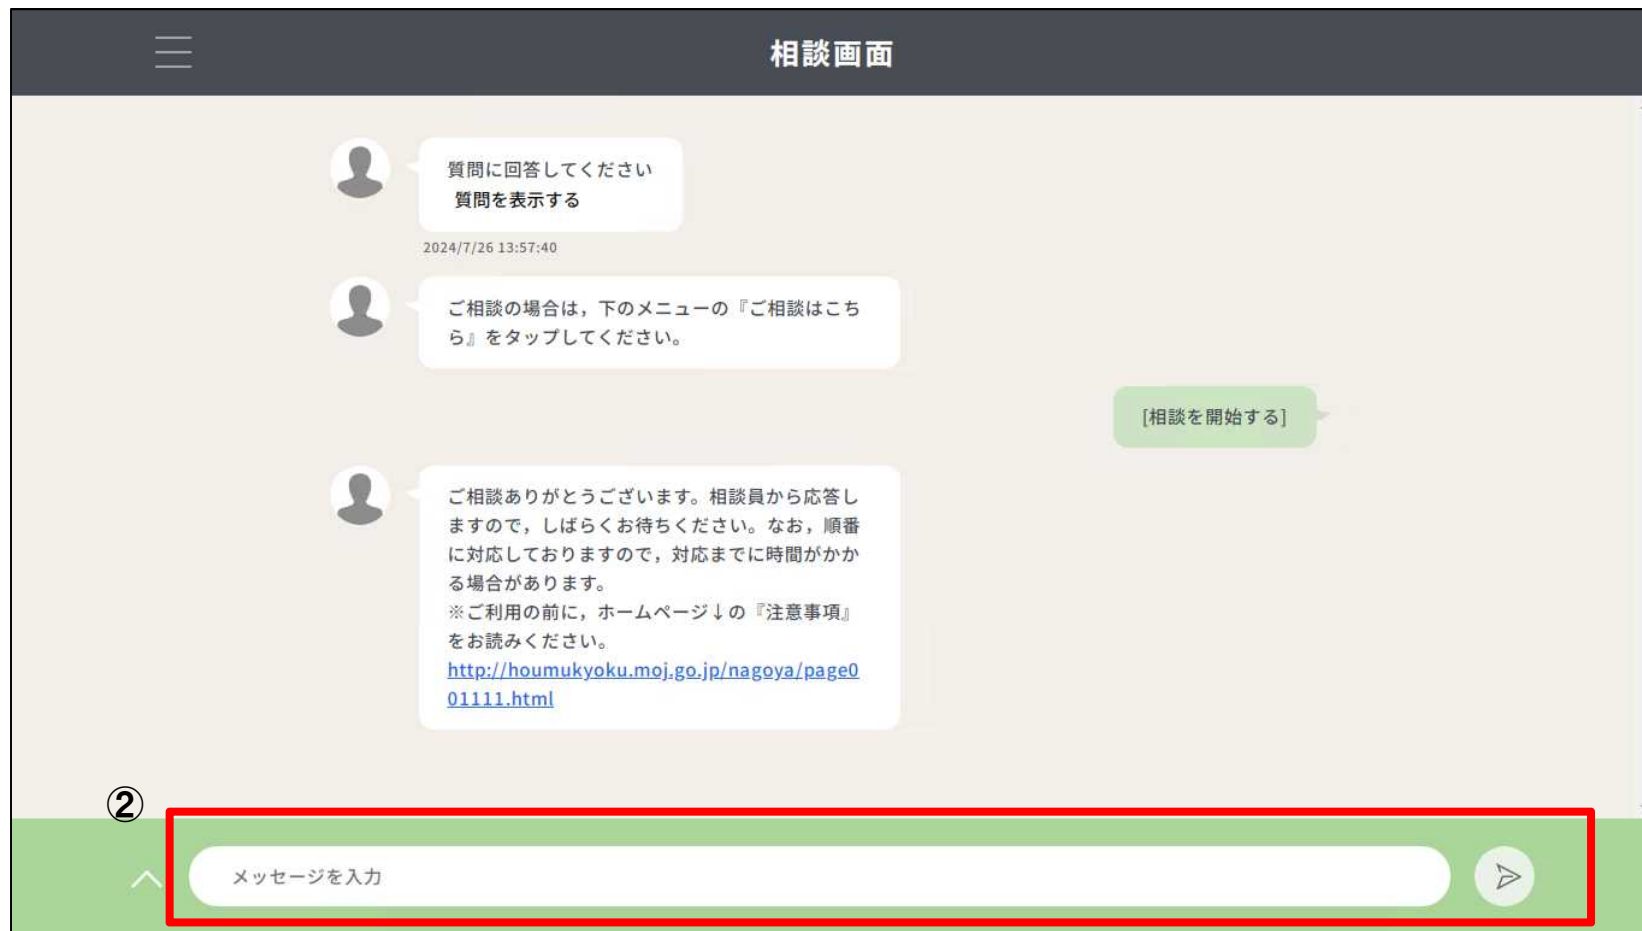 相談画面
質問に回答してください
質問を表示する
2024/7/26 13:57:40
ご相談の場合は，下のメニューの『ご相談はこち
ら』をタップしてください。
[相談を開始する]
ご相談ありがとうございます。相談員から応答し
ますので，しばらくお待ちください。なお，順番
に対応しておりますので，対応までに時間がかか
る場合があります。
※ご利用の前に，ホームページ↓の『注意事項』
をお読みください。
http://houmukyoku.moj.go.jp/nagoya/page0
01111.html
②
メッセージを入力